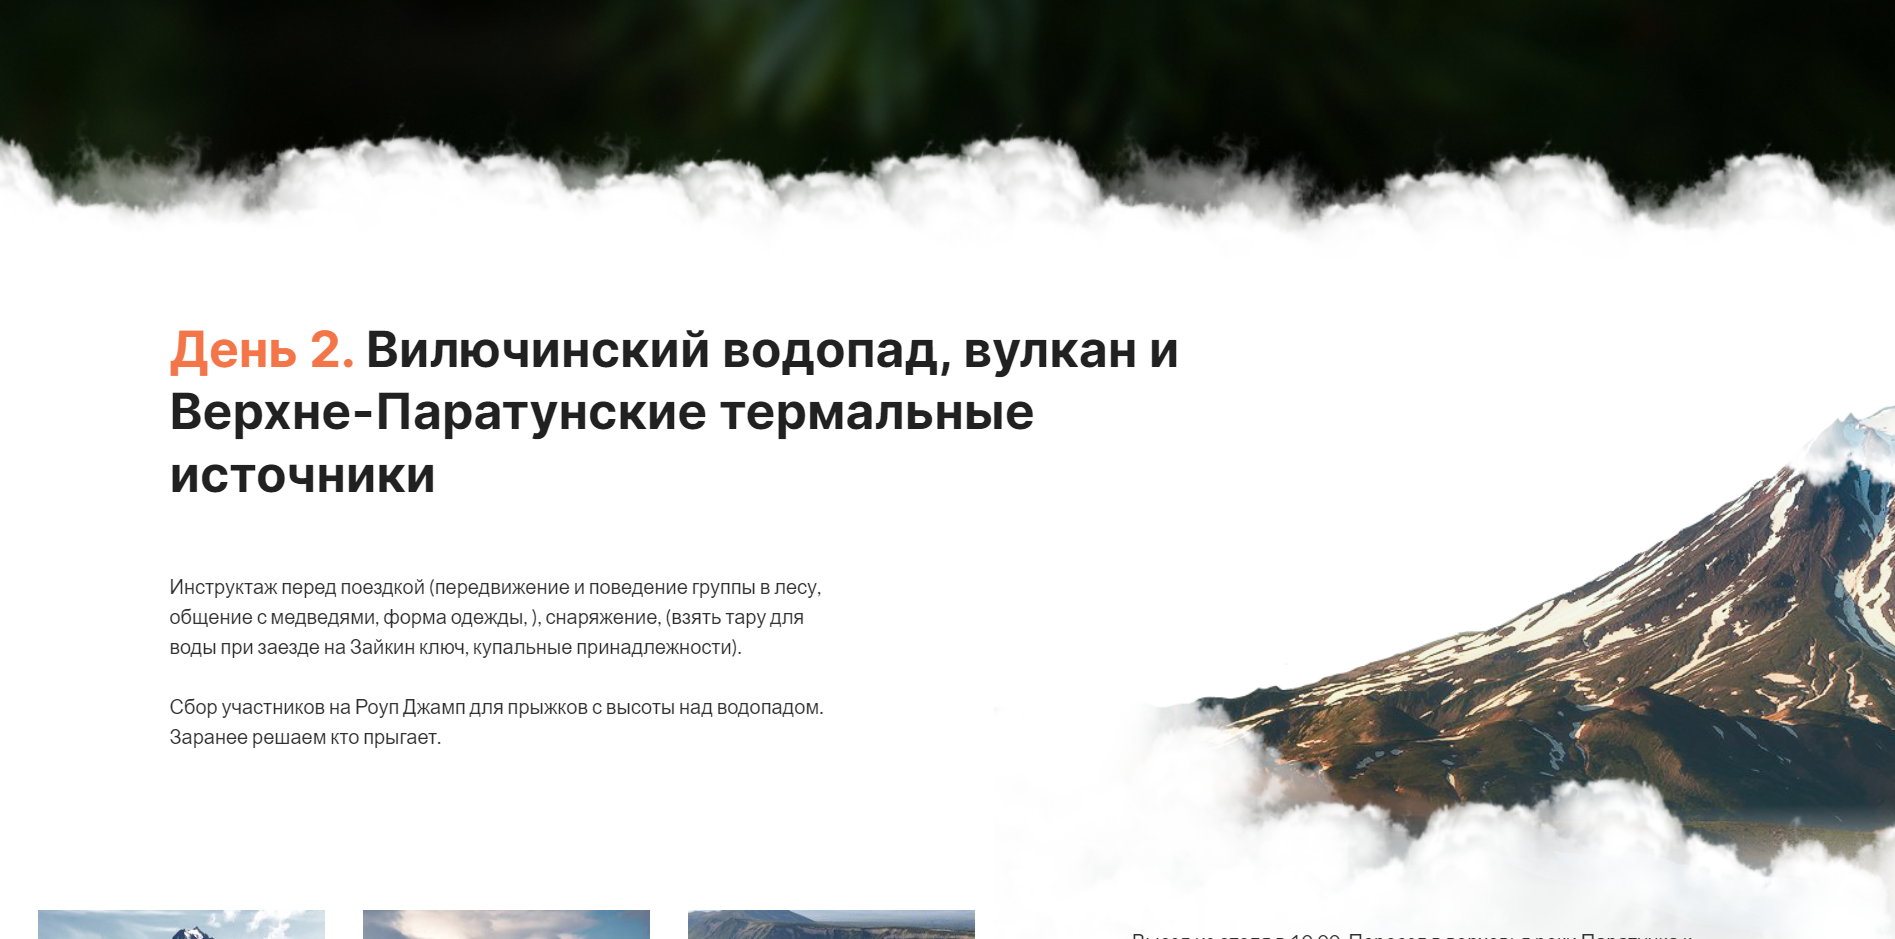 День 2. Вилючинский водопад, вулкан и
Верхне-Паратунские термальные
источники
Инструктаж перед поездкой (передвижение и поведение группы в лесу,
общение с медведями, форма одежды, ), снаряжение, (взять тару для
воды при заезде на Зайкин ключ, купальные принадлежности).
Сбор участников на Роуп Джамп для прыжков с высоты над водопадом.
Заранее решаем кто прыгает.